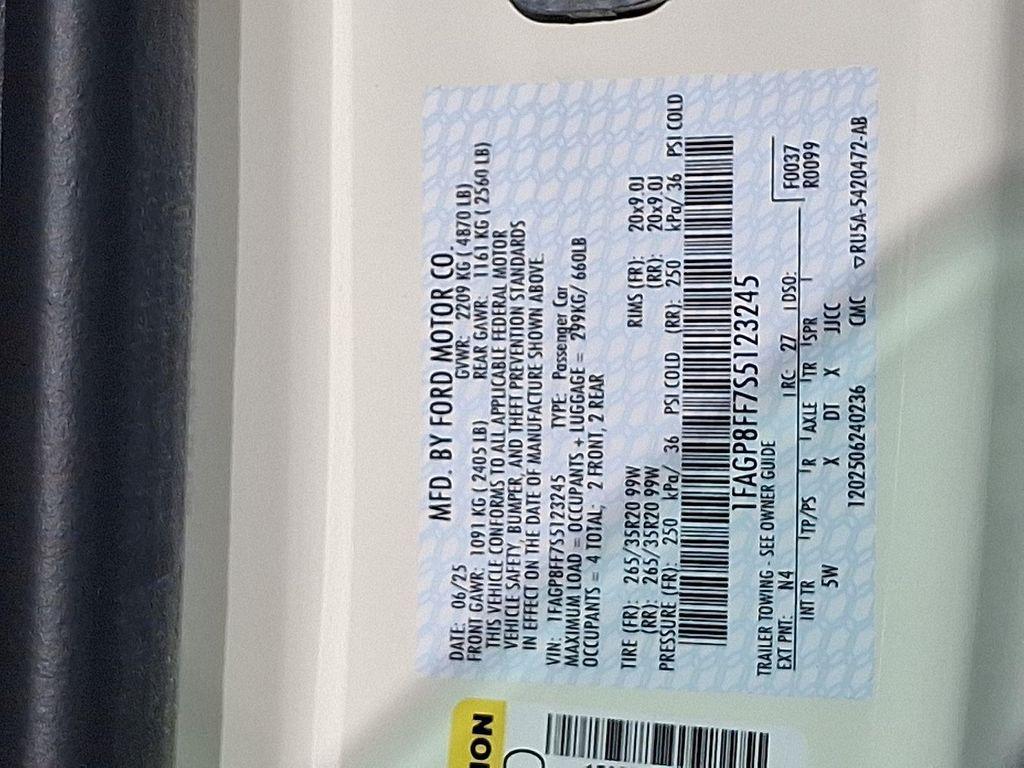 MFD. BY FORD MOTOR CO.
DATE: 06/25 GVWR: 2209 KG ( 4870 LB)
FRONT GAWR: 1091 KG ( 2405 LB) REAR GAWR: 1161 KG ( 2560 LB)
THIS VEHICLE CONFORMS TO ALL APPLICABLE FEDERAL MOTOR
VEHICLE SAFETY, BUMPER, AND THEFT PREVENTION STANDARDS
IN EFFECT ON THE DATE OF MANUFACTURE SHOWN ABOVE.
VIN: 1FAGP8FF7S5123245 TYPE: Passenger Car
MAXIMUM LOAD = OCCUPANTS + LUGGAGE = 299KG/ 660LB
OCCUPANTS = 4 TOTAL; 2 FRONT, 2 REAR
TIRE (FR): 265/35R20 99W RIMS (FR): 20x9.0J
(RR): 265/35R20 99W (RR): 20x9.0J
PRESSURE (FR): 250 kPa/ 36 PSI COLD (RR): 250 kPa/ 36 PSI COLD
1FAGP8FF7S5123245
TRAILER TOWING - SEE OWNER GUIDE
EXT PNT: N4 RC: 27 DSO: F0037
INT TR TP/PS R AXLE TR SPR R0099
5W X DT X JJCC
1202506240236 CMC ▽RU5A-5420472-AB
ION